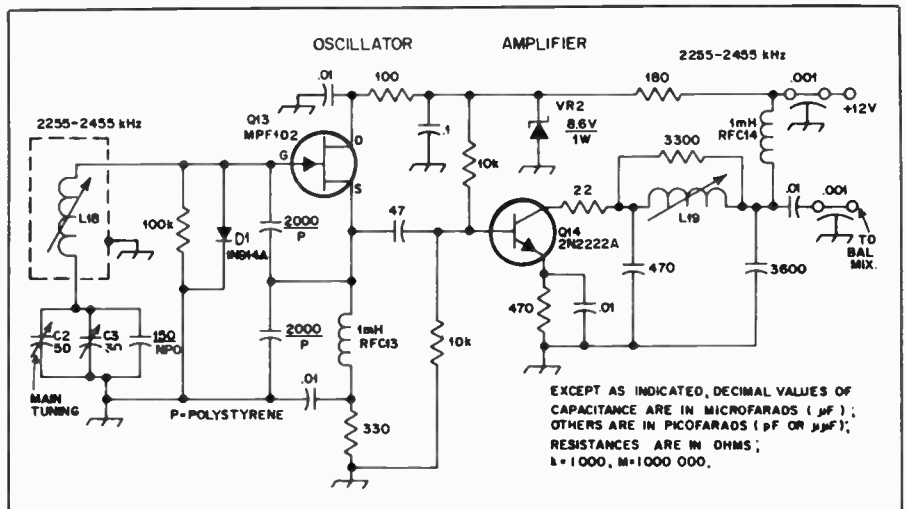 OSCILLATOR
AMPLIFIER
2255-2455 kHz
.01
100
180
.001
+12V
Q13
MPF102
VR2
8.6V
1W
1mH
RFC14
2255-2455 kHz
.1
10k
3300
D
G
S
L18
100k
D1
1N914A
2000
P
47
22
L19
.01
.001
Q14
2N2222A
TO
BAL
MIX.
470
3600
C2
50
C3
30
150
NPO
2000
P
1mH
RFC13
10k
470
.01
MAIN
TUNING
.01
P=POLYSTYRENE
330
EXCEPT AS INDICATED, DECIMAL VALUES OF
CAPACITANCE ARE IN MICROFARADS ( µF ) ;
OTHERS ARE IN PICOFARADS ( pF OR µµF);
RESISTANCES ARE IN OHMS ;
k=1000, M=1000 000.